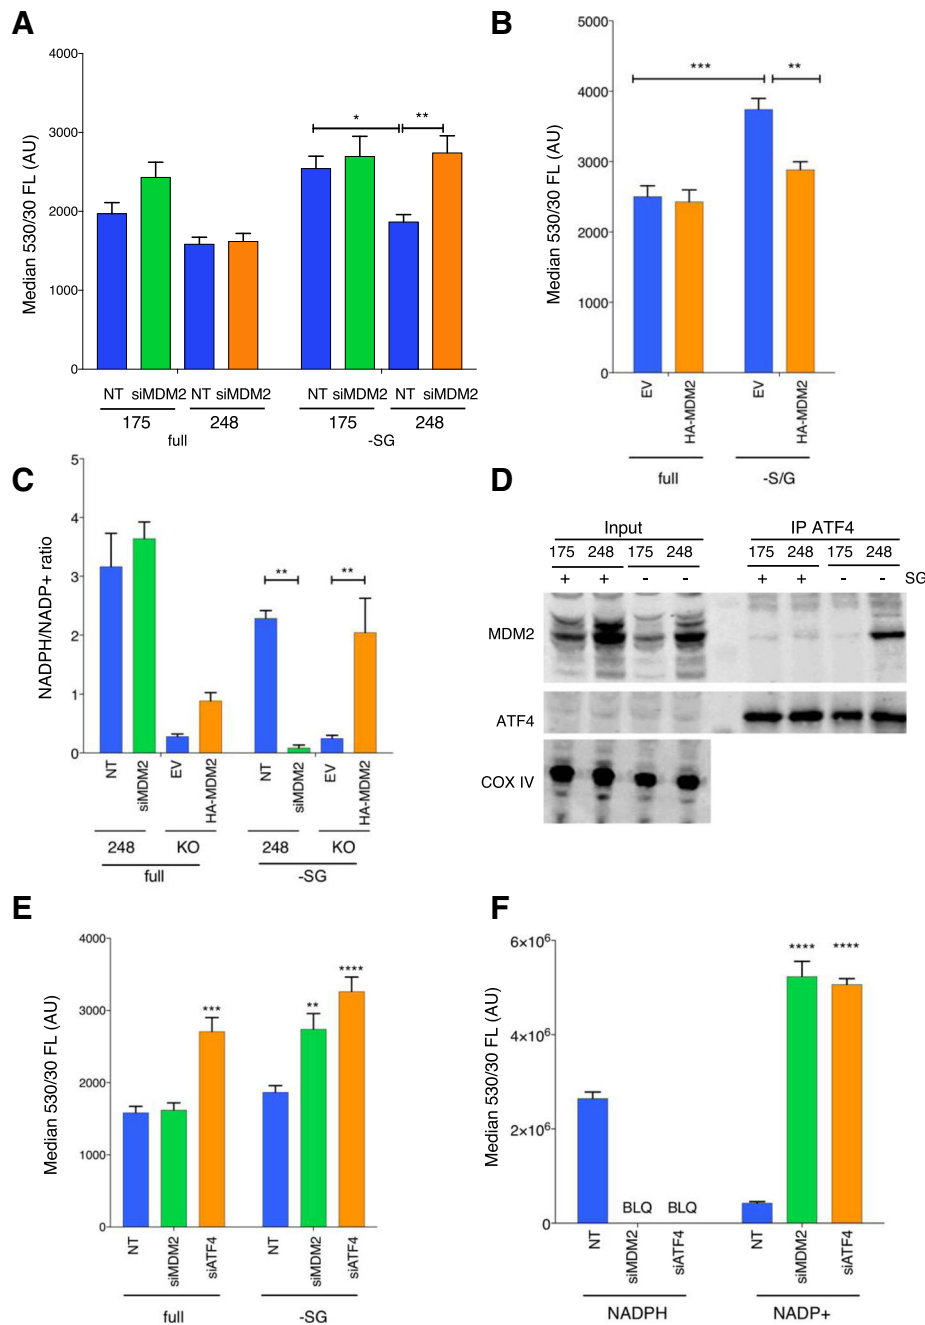 A
4000
3000
2000
1000
0
Median 530/30 FL (AU)
*
**
NT siMDM2 NT siMDM2 NT siMDM2 NT siMDM2
175 248 175 248
full -SG
B
5000
4000
3000
2000
1000
0
Median 530/30 FL (AU)
***
**
EV HA-MDM2 EV HA-MDM2
full -S/G
C
5
4
3
2
1
0
NADPH/NADP+ ratio
**
**
NT siMDM2 EV HA-MDM2 NT siMDM2 EV HA-MDM2
248 KO 248 KO
full -SG
D
Input IP ATF4
175 248 175 248 175 248 175 248
+ + - - + + - - SG
MDM2
ATF4
COX IV
E
4000
3000
2000
1000
0
Median 530/30 FL (AU)
***
**
****
NT siMDM2 siATF4 NT siMDM2 siATF4
full -SG
F
6×10⁶
4×10⁶
2×10⁶
0
Median 530/30 FL (AU)
**** ****
BLQ BLQ
NT siMDM2 siATF4 NT siMDM2 siATF4
NADPH NADP+